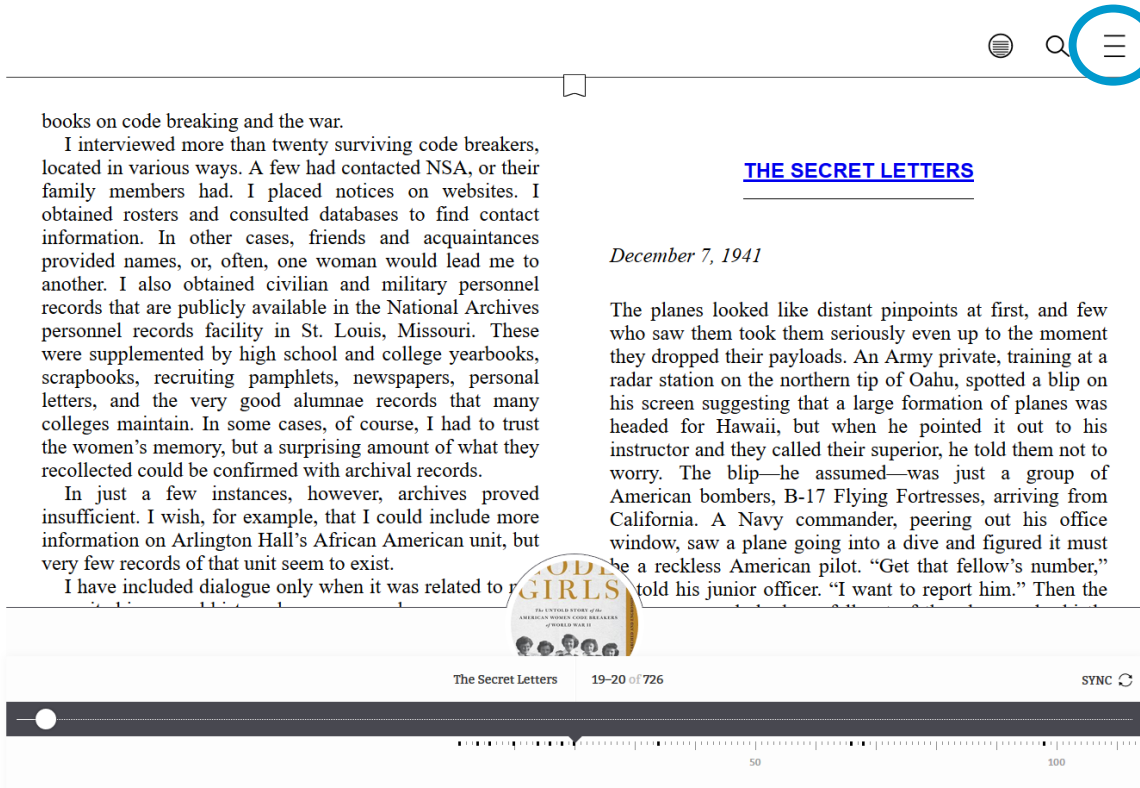 books on code breaking and the war.
I interviewed more than twenty surviving code breakers,
located in various ways. A few had contacted NSA, or their
family members had. I placed notices on websites. I
obtained rosters and consulted databases to find contact
information. In other cases, friends and acquaintances
provided names, or, often, one woman would lead me to
another. I also obtained civilian and military personnel
records that are publicly available in the National Archives
personnel records facility in St. Louis, Missouri. These
were supplemented by high school and college yearbooks,
scrapbooks, recruiting pamphlets, newspapers, personal
letters, and the very good alumnae records that many
colleges maintain. In some cases, of course, I had to trust
the women’s memory, but a surprising amount of what they
recollected could be confirmed with archival records.
In just a few instances, however, archives proved
insufficient. I wish, for example, that I could include more
information on Arlington Hall’s African American unit, but
very few records of that unit seem to exist.
I have included dialogue only when it was related to
THE SECRET LETTERS
December 7, 1941
The planes looked like distant pinpoints at first, and few
who saw them took them seriously even up to the moment
they dropped their payloads. An Army private, training at a
radar station on the northern tip of Oahu, spotted a blip on
his screen suggesting that a large formation of planes was
headed for Hawaii, but when he pointed it out to his
instructor and they called their superior, he told them not to
worry. The blip—he assumed—was just a group of
American bombers, B-17 Flying Fortresses, arriving from
California. A Navy commander, peering out his office
window, saw a plane going into a dive and figured it must
be a reckless American pilot. “Get that fellow’s number,”
told his junior officer. “I want to report him.” Then the
GIRLS
The UNTOLD STORY of the
AMERICAN WOMEN CODE BREAKERS
of WORLD WAR II
The Secret Letters
19–20 of 726
SYNC
50
100